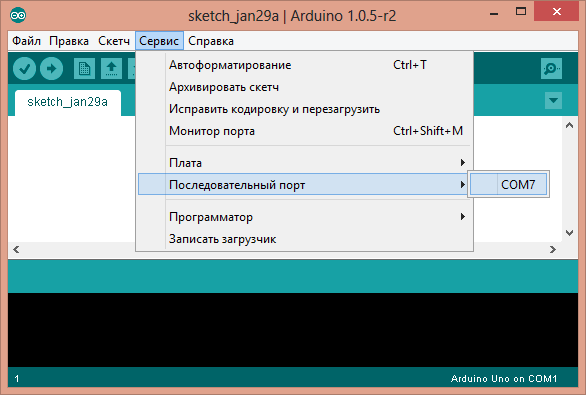 sketch_jan29a | Arduino 1.0.5-r2
Файл Правка Скетч Сервис Справка
Автоформатирование Ctrl+T
Архивировать скетч
Исправить кодировку и перезагрузить
Монитор порта Ctrl+Shift+M
Плата
Последовательный порт
COM7
Программатор
Записать загрузчик
sketch_jan29a
1 Arduino Uno on COM1